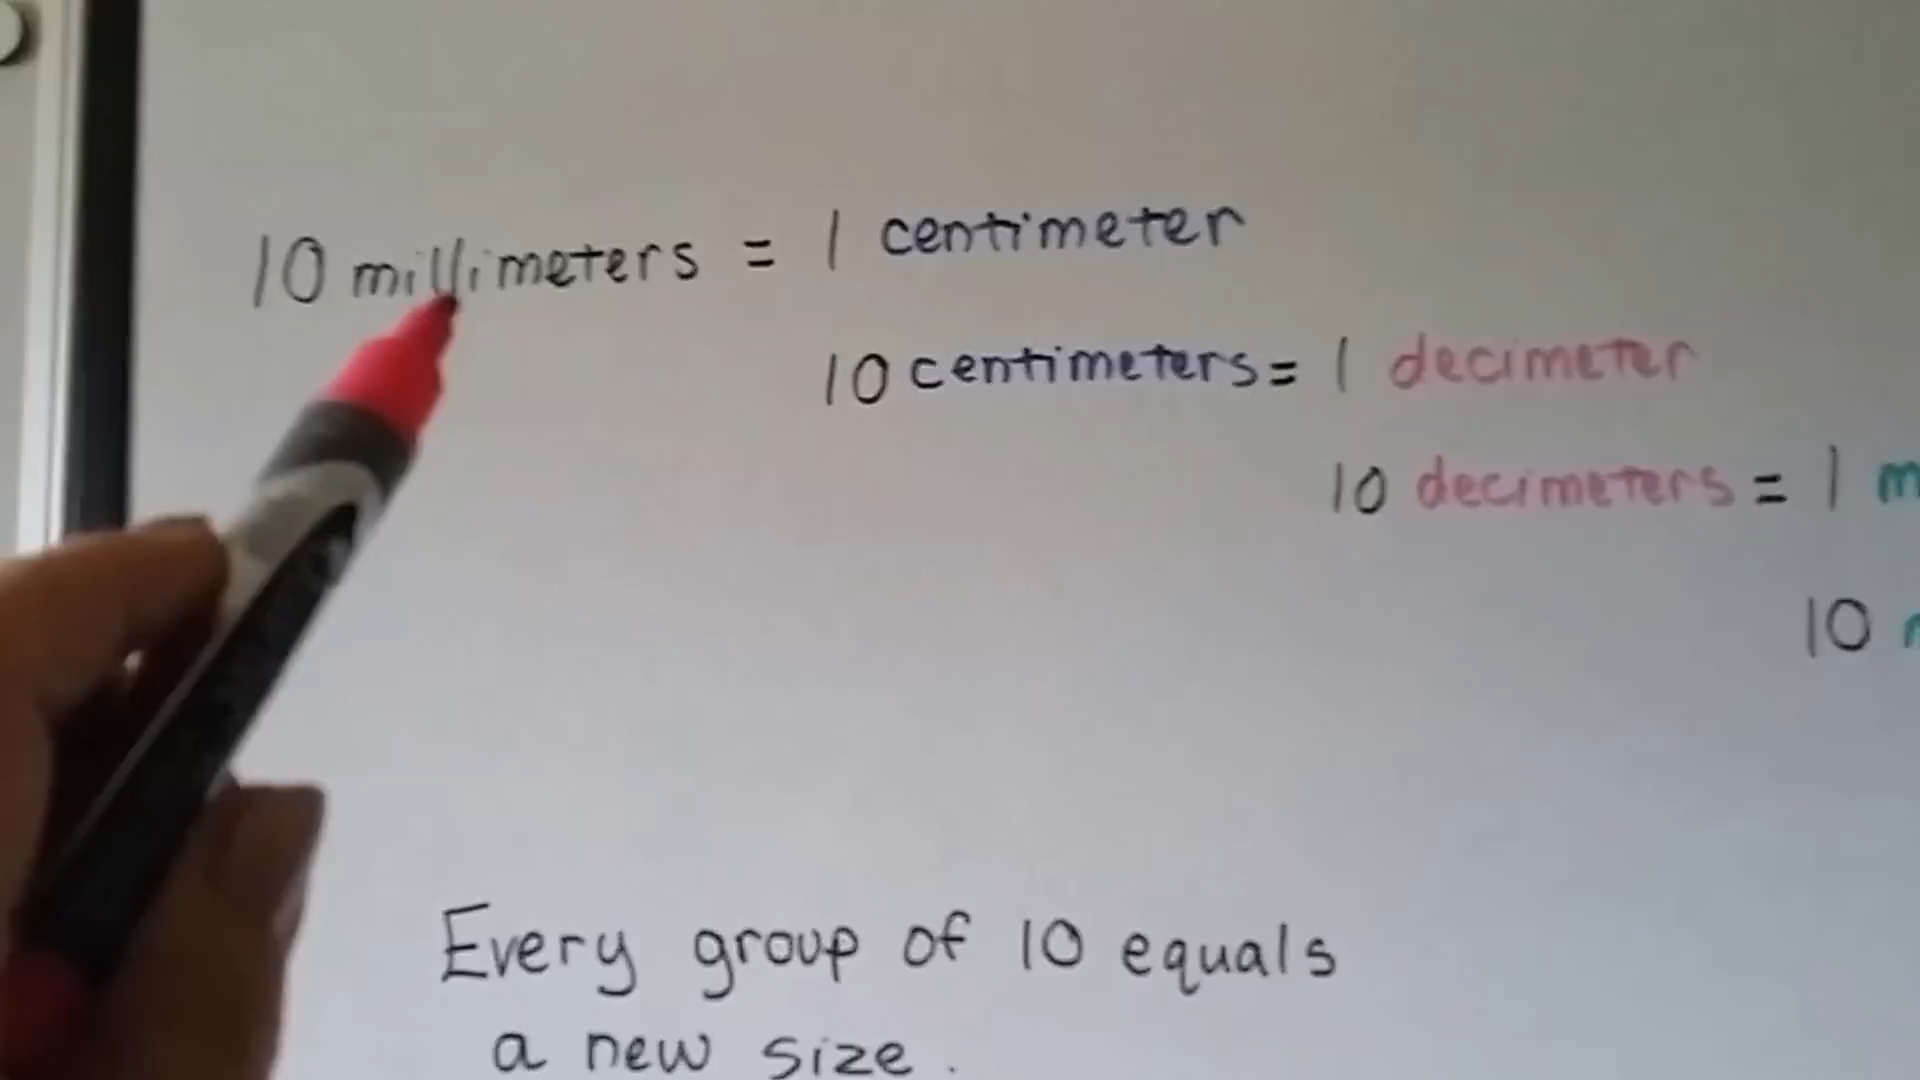 10 millimeters = 1 centimeter
10 centimeters = 1 decimeter
10 decimeters = 1 m
10
Every group of 10 equals
a new size.